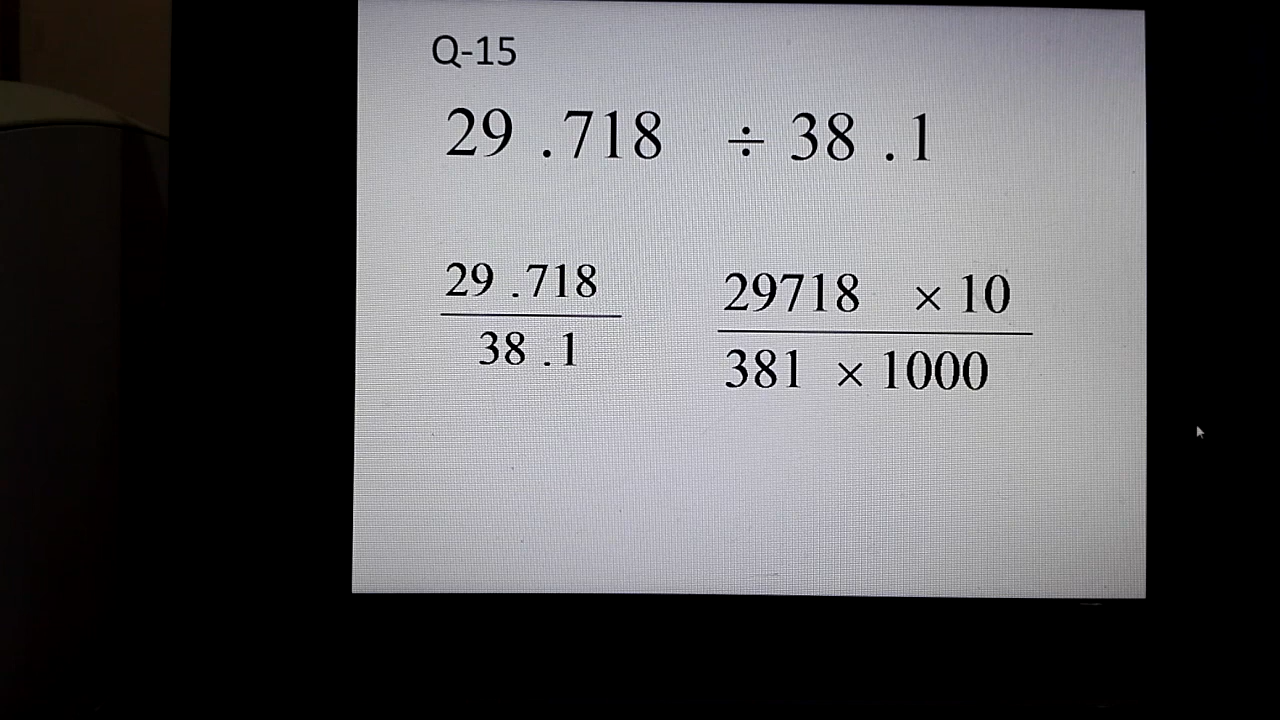 Q-15
29 .718 ÷ 38 . 1
29 .718
38 . 1
29718 × 10
381 × 1000